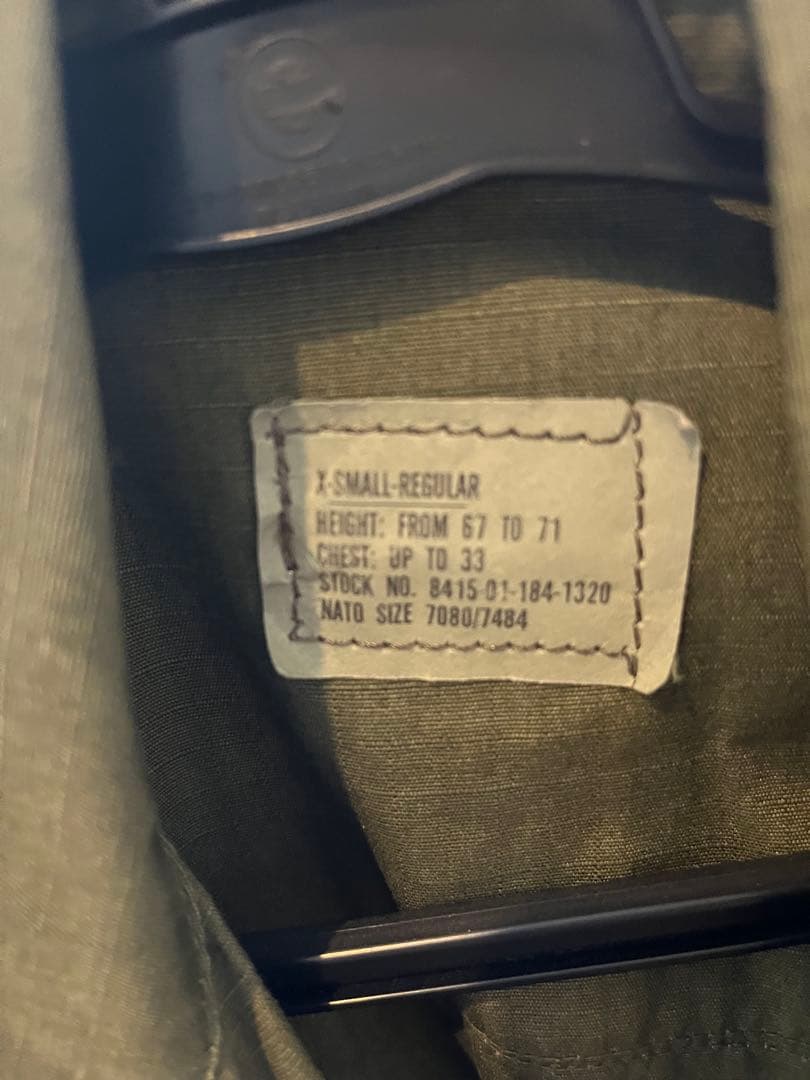 X-SMALL-REGULAR
HEIGHT: FROM 67 TO 71
CHEST: UP TO 33
STOCK NO. 8415-01-184-1320
NATO SIZE 7080/7484